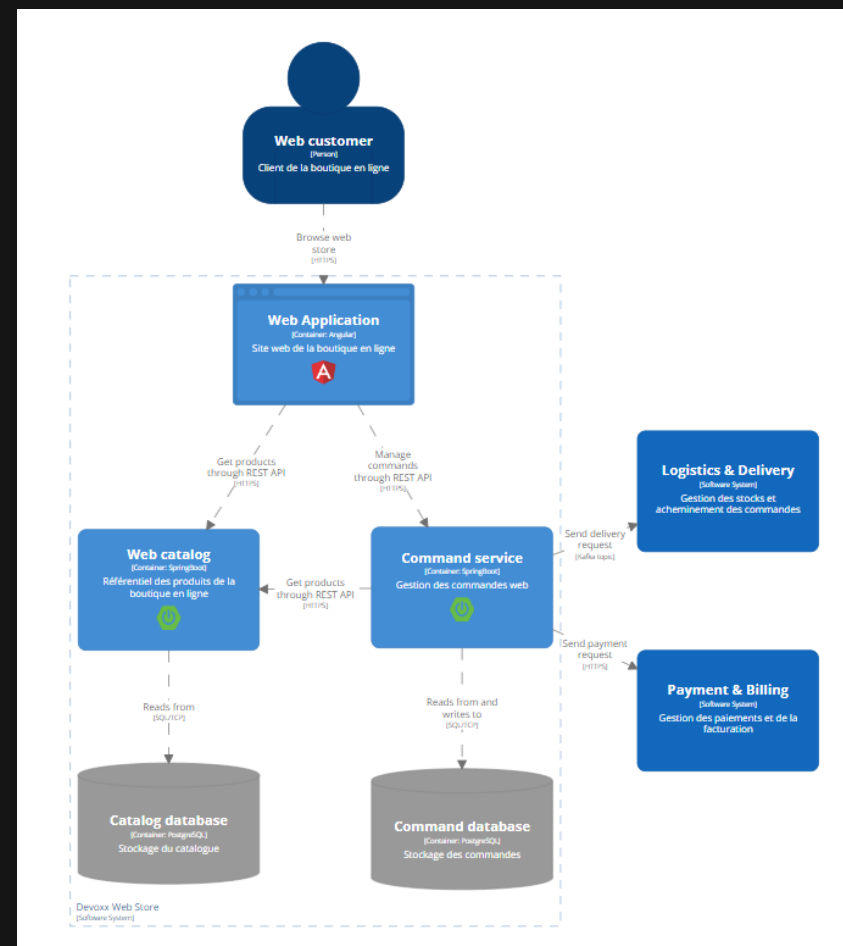 Web customer
[Person]
Client de la boutique en ligne
Browse web
store
[HTTPS]
Web Application
[Container: Angular]
Site web de la boutique en ligne
A
Get products
through REST API
[HTTPS]
Manage
commands
through REST API
[HTTPS]
Logistics & Delivery
[Software System]
Gestion des stocks et
acheminement des commandes
Web catalog
[Container: SpringBoot]
Référentiel des produits de la
boutique en ligne
Get products
through REST API
[HTTPS]
Command service
[Container: SpringBoot]
Gestion des commandes web
Send delivery
request
[Kafka topic]
Send payment
request
[HTTPS]
Payment & Billing
[Software System]
Gestion des paiements et de la
facturation
Reads from
[SQL/TCP]
Reads from and
writes to
[SQL/TCP]
Catalog database
[Container: PostgreSQL]
Stockage du catalogue
Command database
[Container: PostgreSQL]
Stockage des commandes
Devoxx Web Store
[Software System]